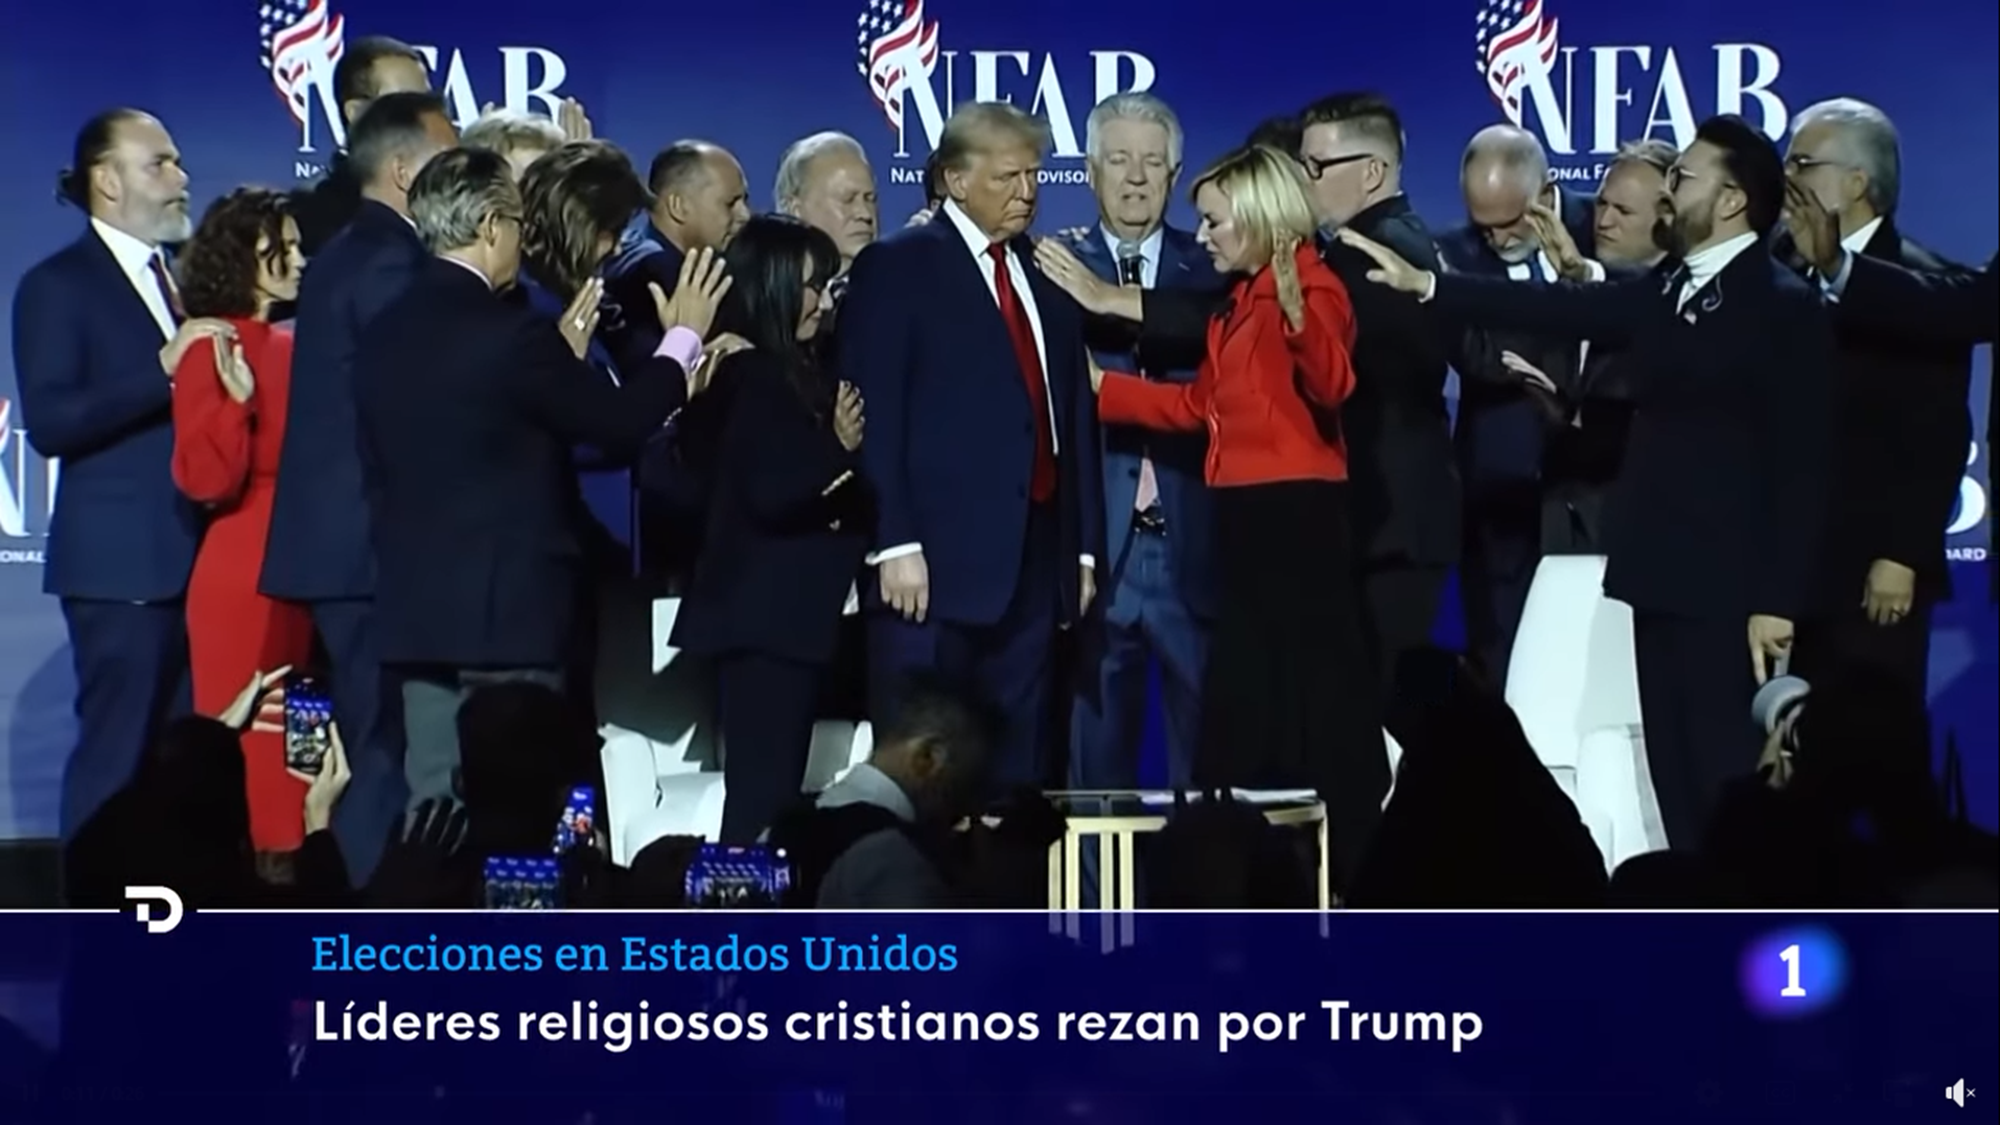 NFAB
NFAB
NFAB
Elecciones en Estados Unidos
Líderes religiosos cristianos rezan por Trump
1